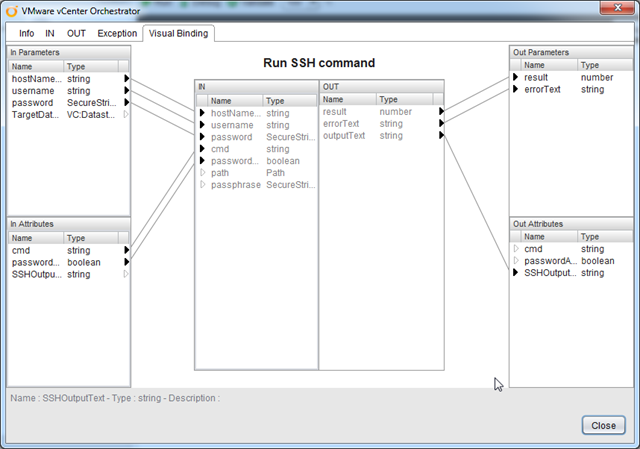 VMware vCenter Orchestrator
Info IN OUT Exception Visual Binding
In Parameters
Name Type
hostName... string
username string
password SecureStri...
TargetDat... VC:Datast...
In Attributes
Name Type
cmd string
password... boolean
SSHOutpu... string
Run SSH command
IN
Name Type
hostName... string
username string
password SecureStri...
cmd string
password... boolean
path Path
passphrase SecureStri...
OUT
Name Type
result number
errorText string
outputText string
Out Parameters
Name Type
result number
errorText string
Out Attributes
Name Type
cmd string
passwordA... boolean
SSHOutput... string
Name : SSHOutputText - Type : string - Description :
Close